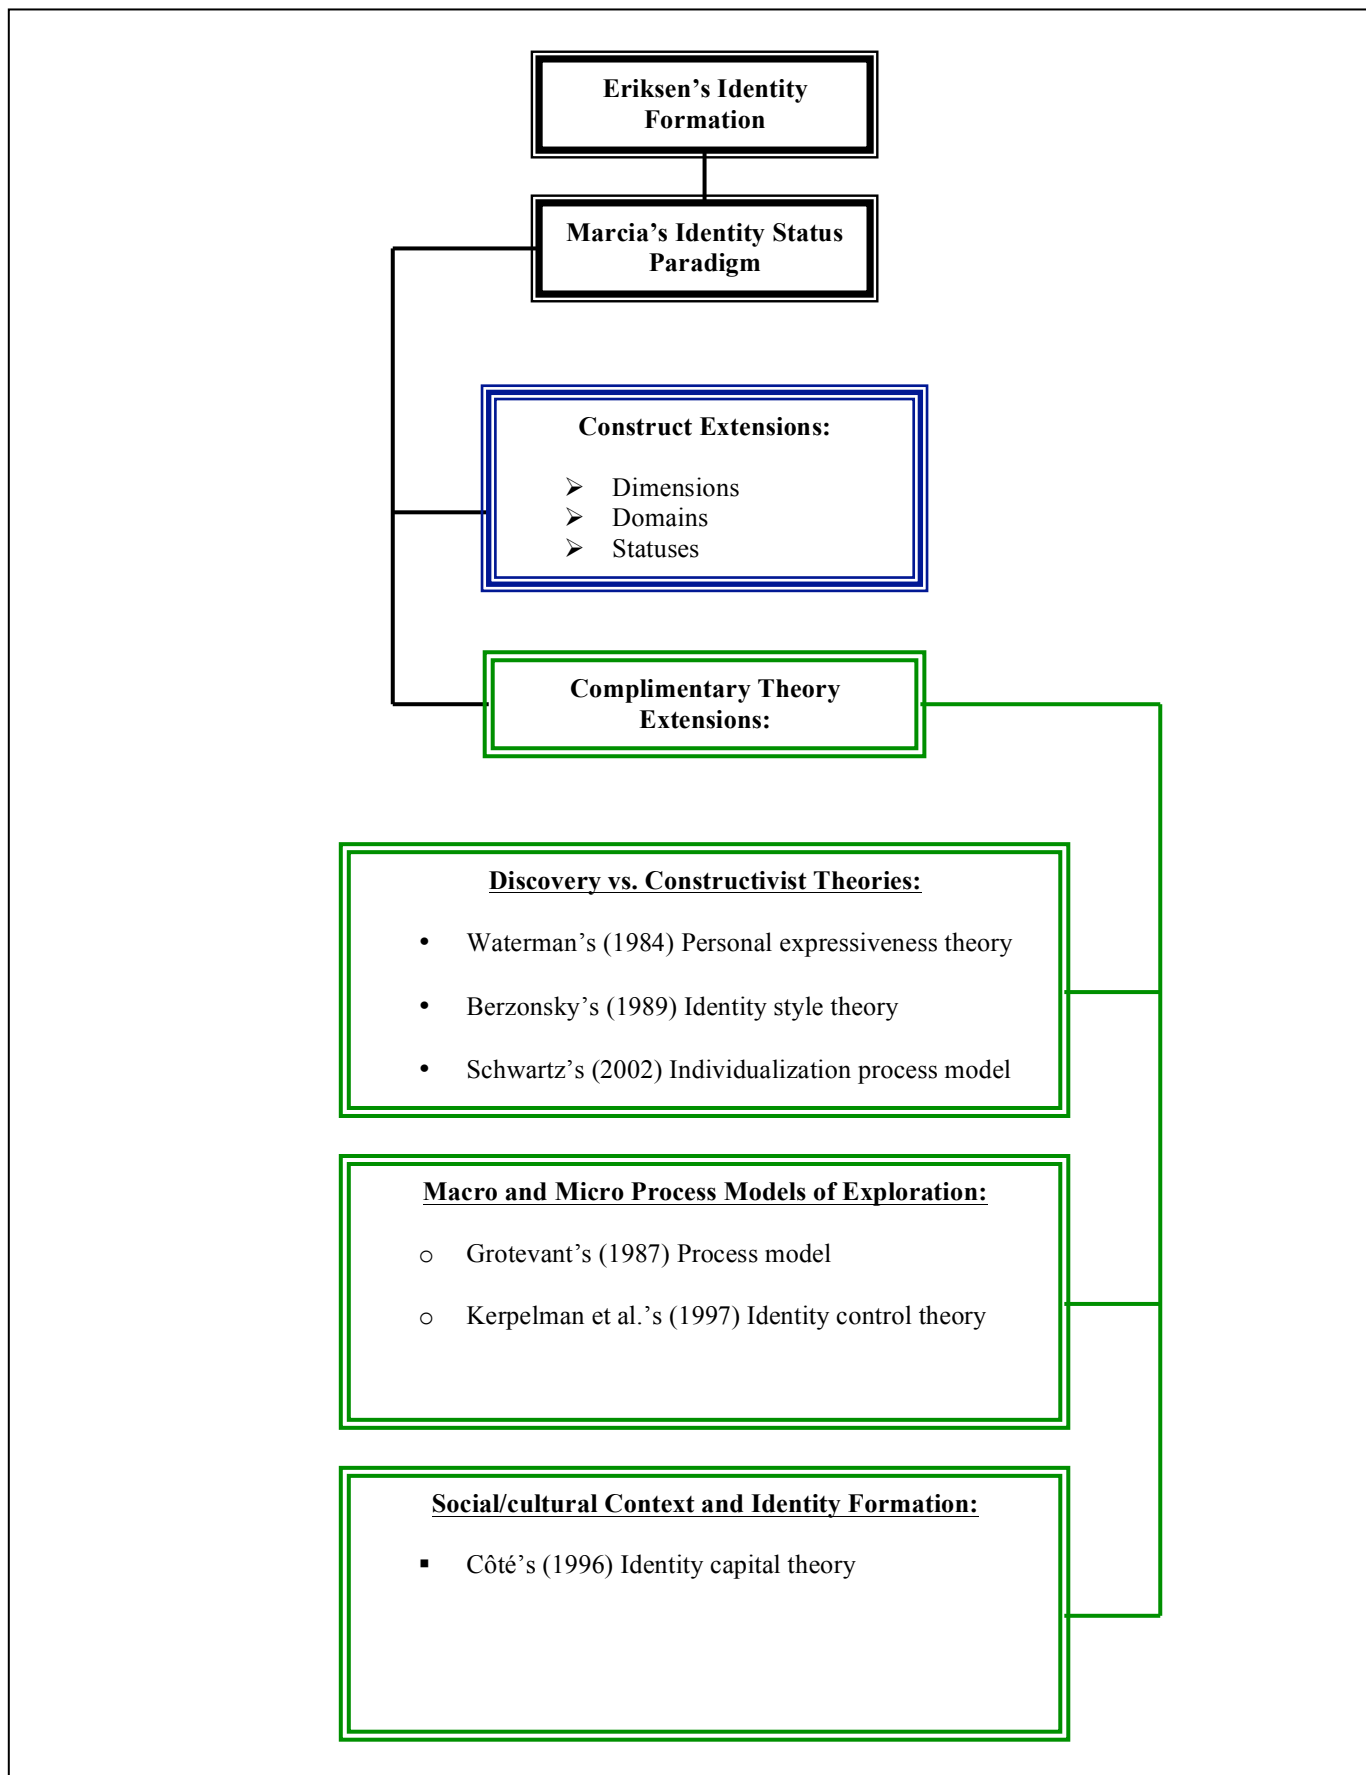 Eriksen’s Identity
Formation
Marcia’s Identity Status
Paradigm
Construct Extensions:
➢ Dimensions
➢ Domains
➢ Statuses
Complimentary Theory
Extensions:
Discovery vs. Constructivist Theories:
• Waterman’s (1984) Personal expressiveness theory
• Berzonsky’s (1989) Identity style theory
• Schwartz’s (2002) Individualization process model
Macro and Micro Process Models of Exploration:
o Grotevant’s (1987) Process model
o Kerpelman et al.’s (1997) Identity control theory
Social/cultural Context and Identity Formation:
▪ Côté’s (1996) Identity capital theory